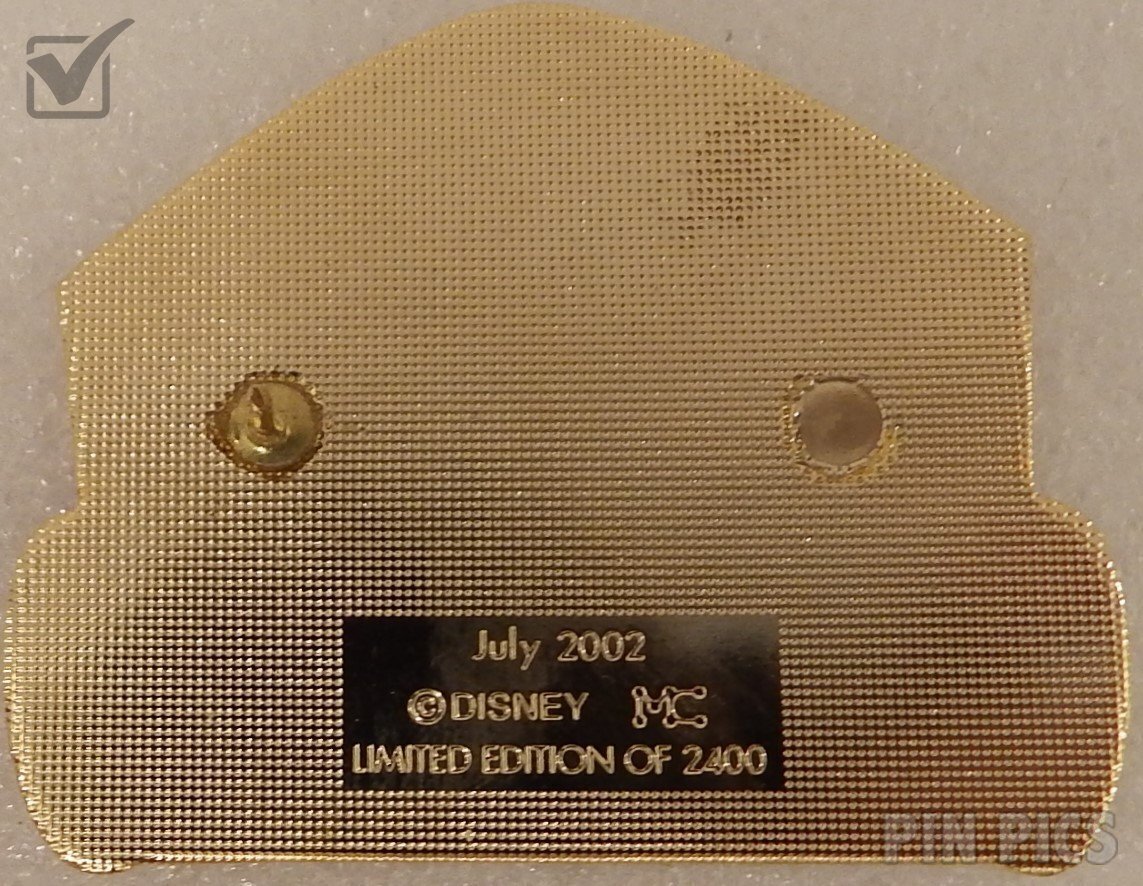 July 2002
©DISNEY MC
LIMITED EDITION OF 2400
PIN PICS